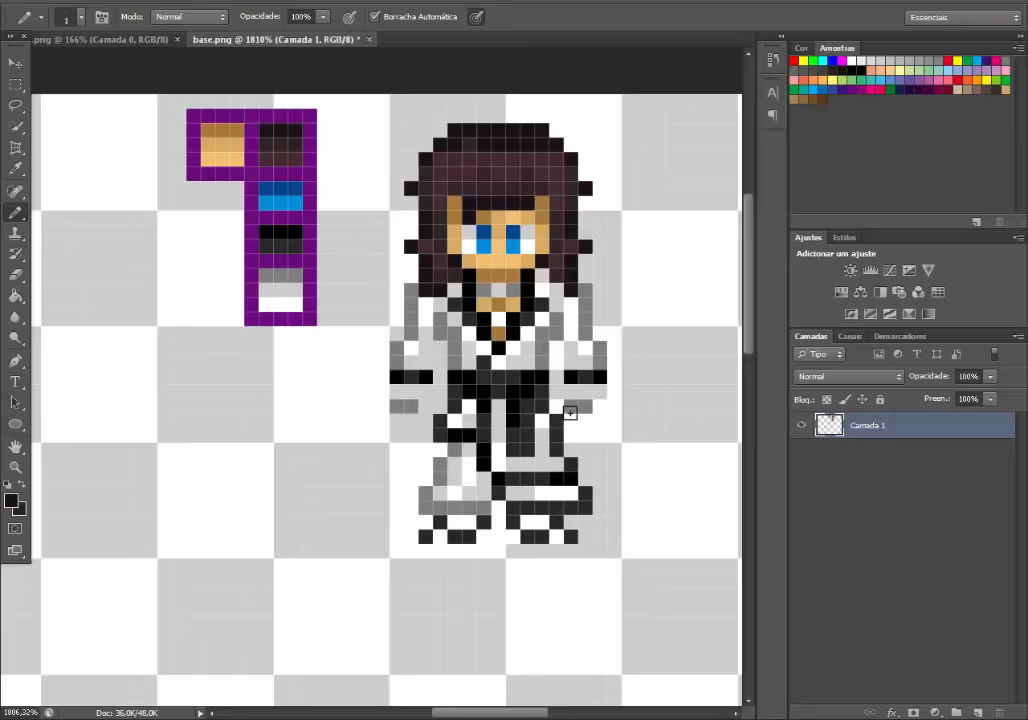 1 Modo: Normal Opacidade: 100% Borracha Automática Essenciais
.png @ 166% (Camada 0, RGB/8) × base.png @ 1810% (Camada 1, RGB/8) * ×
Cor Amostras
Ajustes Estilos
Adicionar um ajuste
Camadas Canais Demarcadores
Tipo
Normal Opacidade: 100%
Bloq.: Preen.: 100%
Camada 1
1806,32% Doc: 36,0K/48,0K